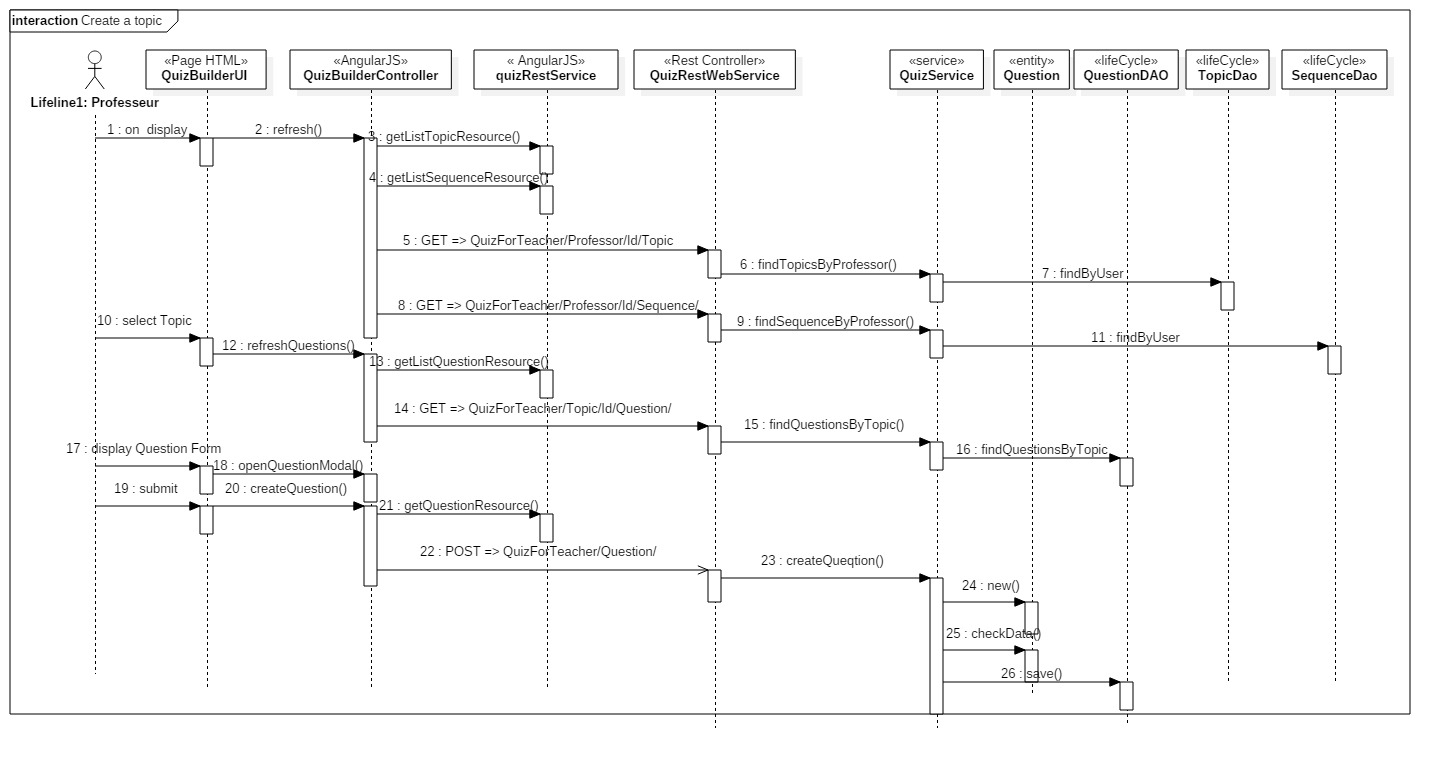 interaction Create a topic
«Page HTML»
QuizBuilderUI
«AngularJS»
QuizBuilderController
« AngularJS»
quizRestService
«Rest Controller»
QuizRestWebService
«service»
QuizService
«entity»
Question
«lifeCycle»
QuestionDAO
«lifeCycle»
TopicDao
«lifeCycle»
SequenceDao
Lifeline1: Professeur
1 : on display
2 : refresh()
3 : getListTopicResource()
4 : getListSequenceResource()
5 : GET => QuizForTeacher/Professor/Id/Topic
6 : findTopicsByProfessor()
7 : findByUser
8 : GET => QuizForTeacher/Professor/Id/Sequence/
9 : findSequenceByProfessor()
10 : select Topic
11 : findByUser
12 : refreshQuestions()
13 : getListQuestionResource()
14 : GET => QuizForTeacher/Topic/Id/Question/
15 : findQuestionsByTopic()
16 : findQuestionsByTopic
17 : display Question Form
18 : openQuestionModal()
19 : submit
20 : createQuestion()
21 : getQuestionResource()
22 : POST => QuizForTeacher/Question/
23 : createQueqtion()
24 : new()
25 : checkData()
26 : save()